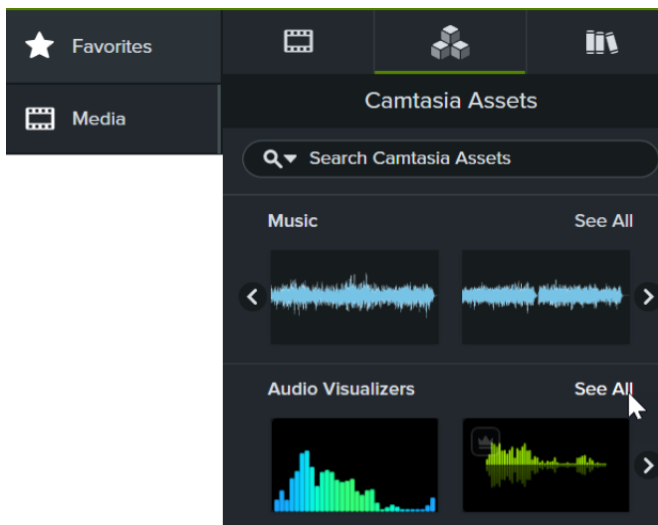 Favorites
Media
Camtasia Assets
Search Camtasia Assets
Music See All
Audio Visualizers See All